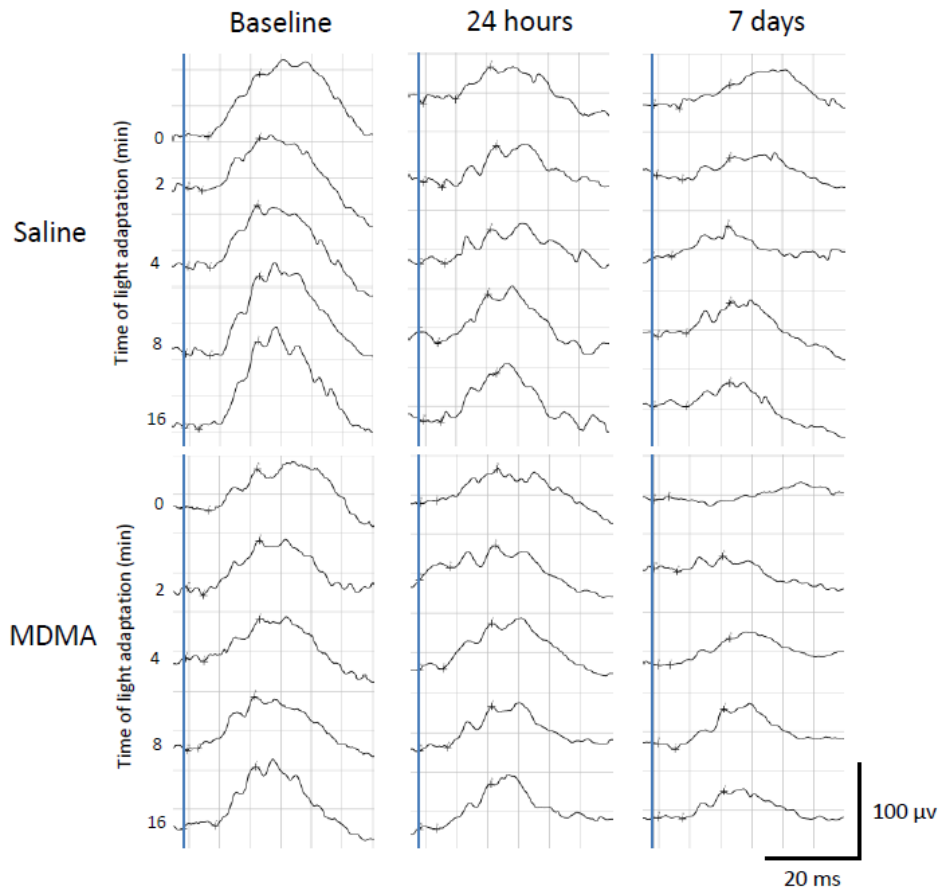 Baseline 24 hours 7 days
Saline
Time of light adaptation (min)
0
2
4
8
16
MDMA
Time of light adaptation (min)
0
2
4
8
16
100 μv
20 ms